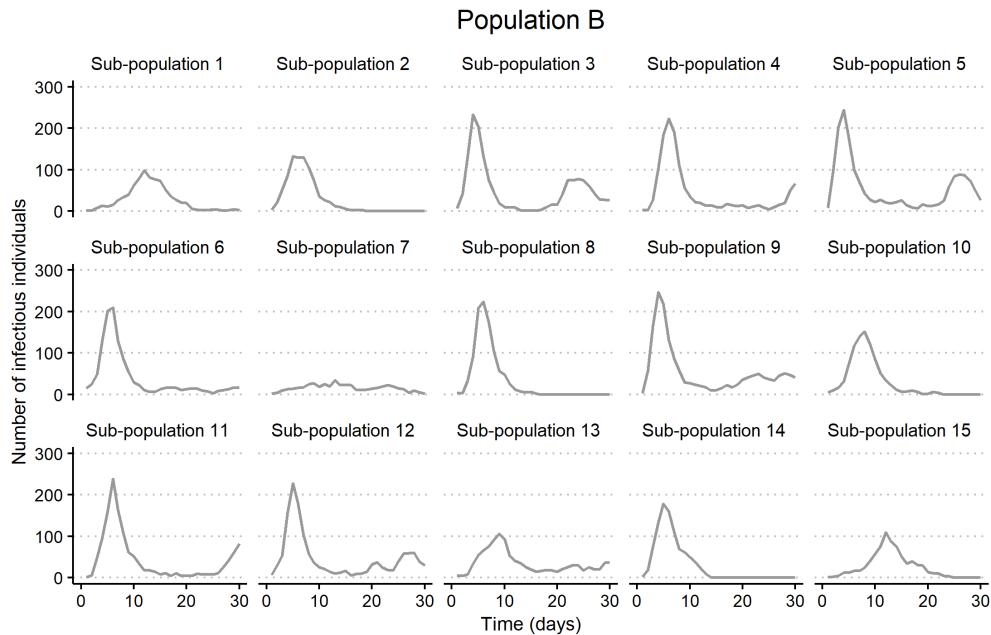 Population B
Sub-population 1 Sub-population 2 Sub-population 3 Sub-population 4 Sub-population 5
300
200
100
0
Sub-population 6 Sub-population 7 Sub-population 8 Sub-population 9 Sub-population 10
300
200
100
0
Sub-population 11 Sub-population 12 Sub-population 13 Sub-population 14 Sub-population 15
300
200
100
0
0 10 20 30 0 10 20 30 0 10 20 30 0 10 20 30 0 10 20 30
Time (days)
Number of infectious individuals